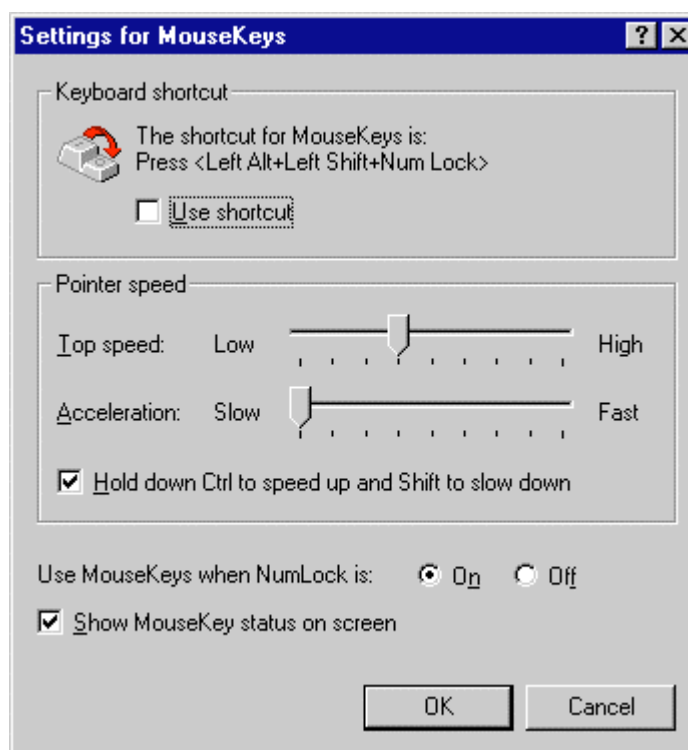 Settings for MouseKeys
Keyboard shortcut
The shortcut for MouseKeys is:
Press <Left Alt+Left Shift+Num Lock>
Use shortcut
Pointer speed
Top speed: Low High
Acceleration: Slow Fast
Hold down Ctrl to speed up and Shift to slow down
Use MouseKeys when NumLock is: On Off
Show MouseKey status on screen
OK Cancel